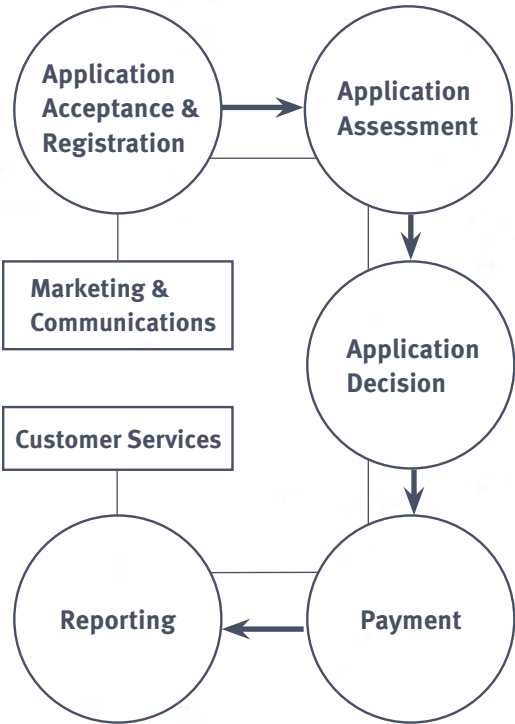 Application
Acceptance &
Registration
Application
Assessment
Marketing &
Communications
Application
Decision
Customer Services
Reporting
Payment